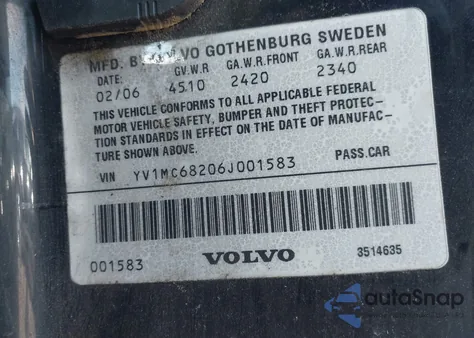 MFD. BY VOLVO GOTHENBURG SWEDEN
DATE: GV.W.R GA.W.R.FRONT GA.W.R.REAR
02/06 4510 2420 2340
THIS VEHICLE CONFORMS TO ALL APPLICABLE FEDERAL
MOTOR VEHICLE SAFETY, BUMPER AND THEFT PROTEC-
TION STANDARDS IN EFFECT ON THE DATE OF MANUFAC-
TURE SHOWN ABOVE.
VIN YV1MC68206J001583 PASS.CAR
001583 VOLVO 3514635
autoSnap